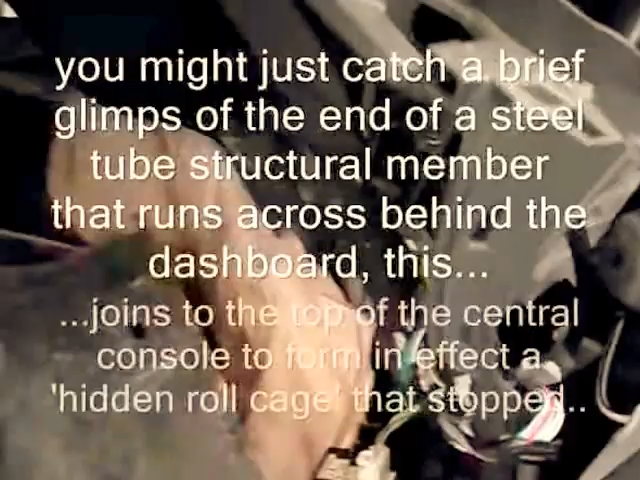 you might just catch a brief
glimps of the end of a steel
tube structural member
that runs across behind the
dashboard, this...
...joins to the top of the central
console to form in effect a
'hidden roll cage' that stopped..